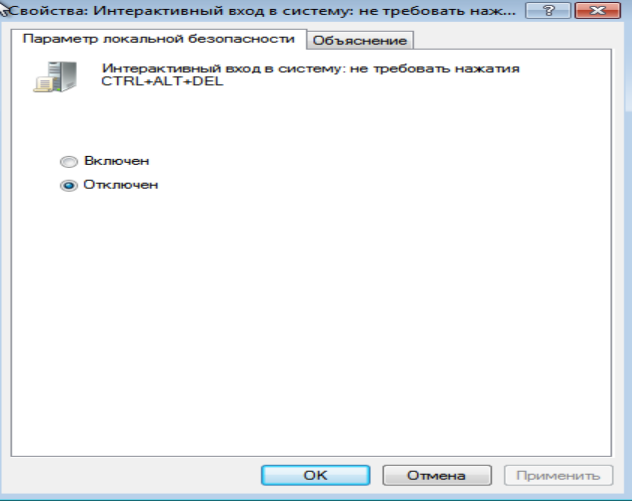 Свойства: Интерактивный вход в систему: не требовать наж...
?
Параметр локальной безопасности Объяснение
Интерактивный вход в систему: не требовать нажатия
CTRL+ALT+DEL
Включен
Отключен
OK Отмена Применить